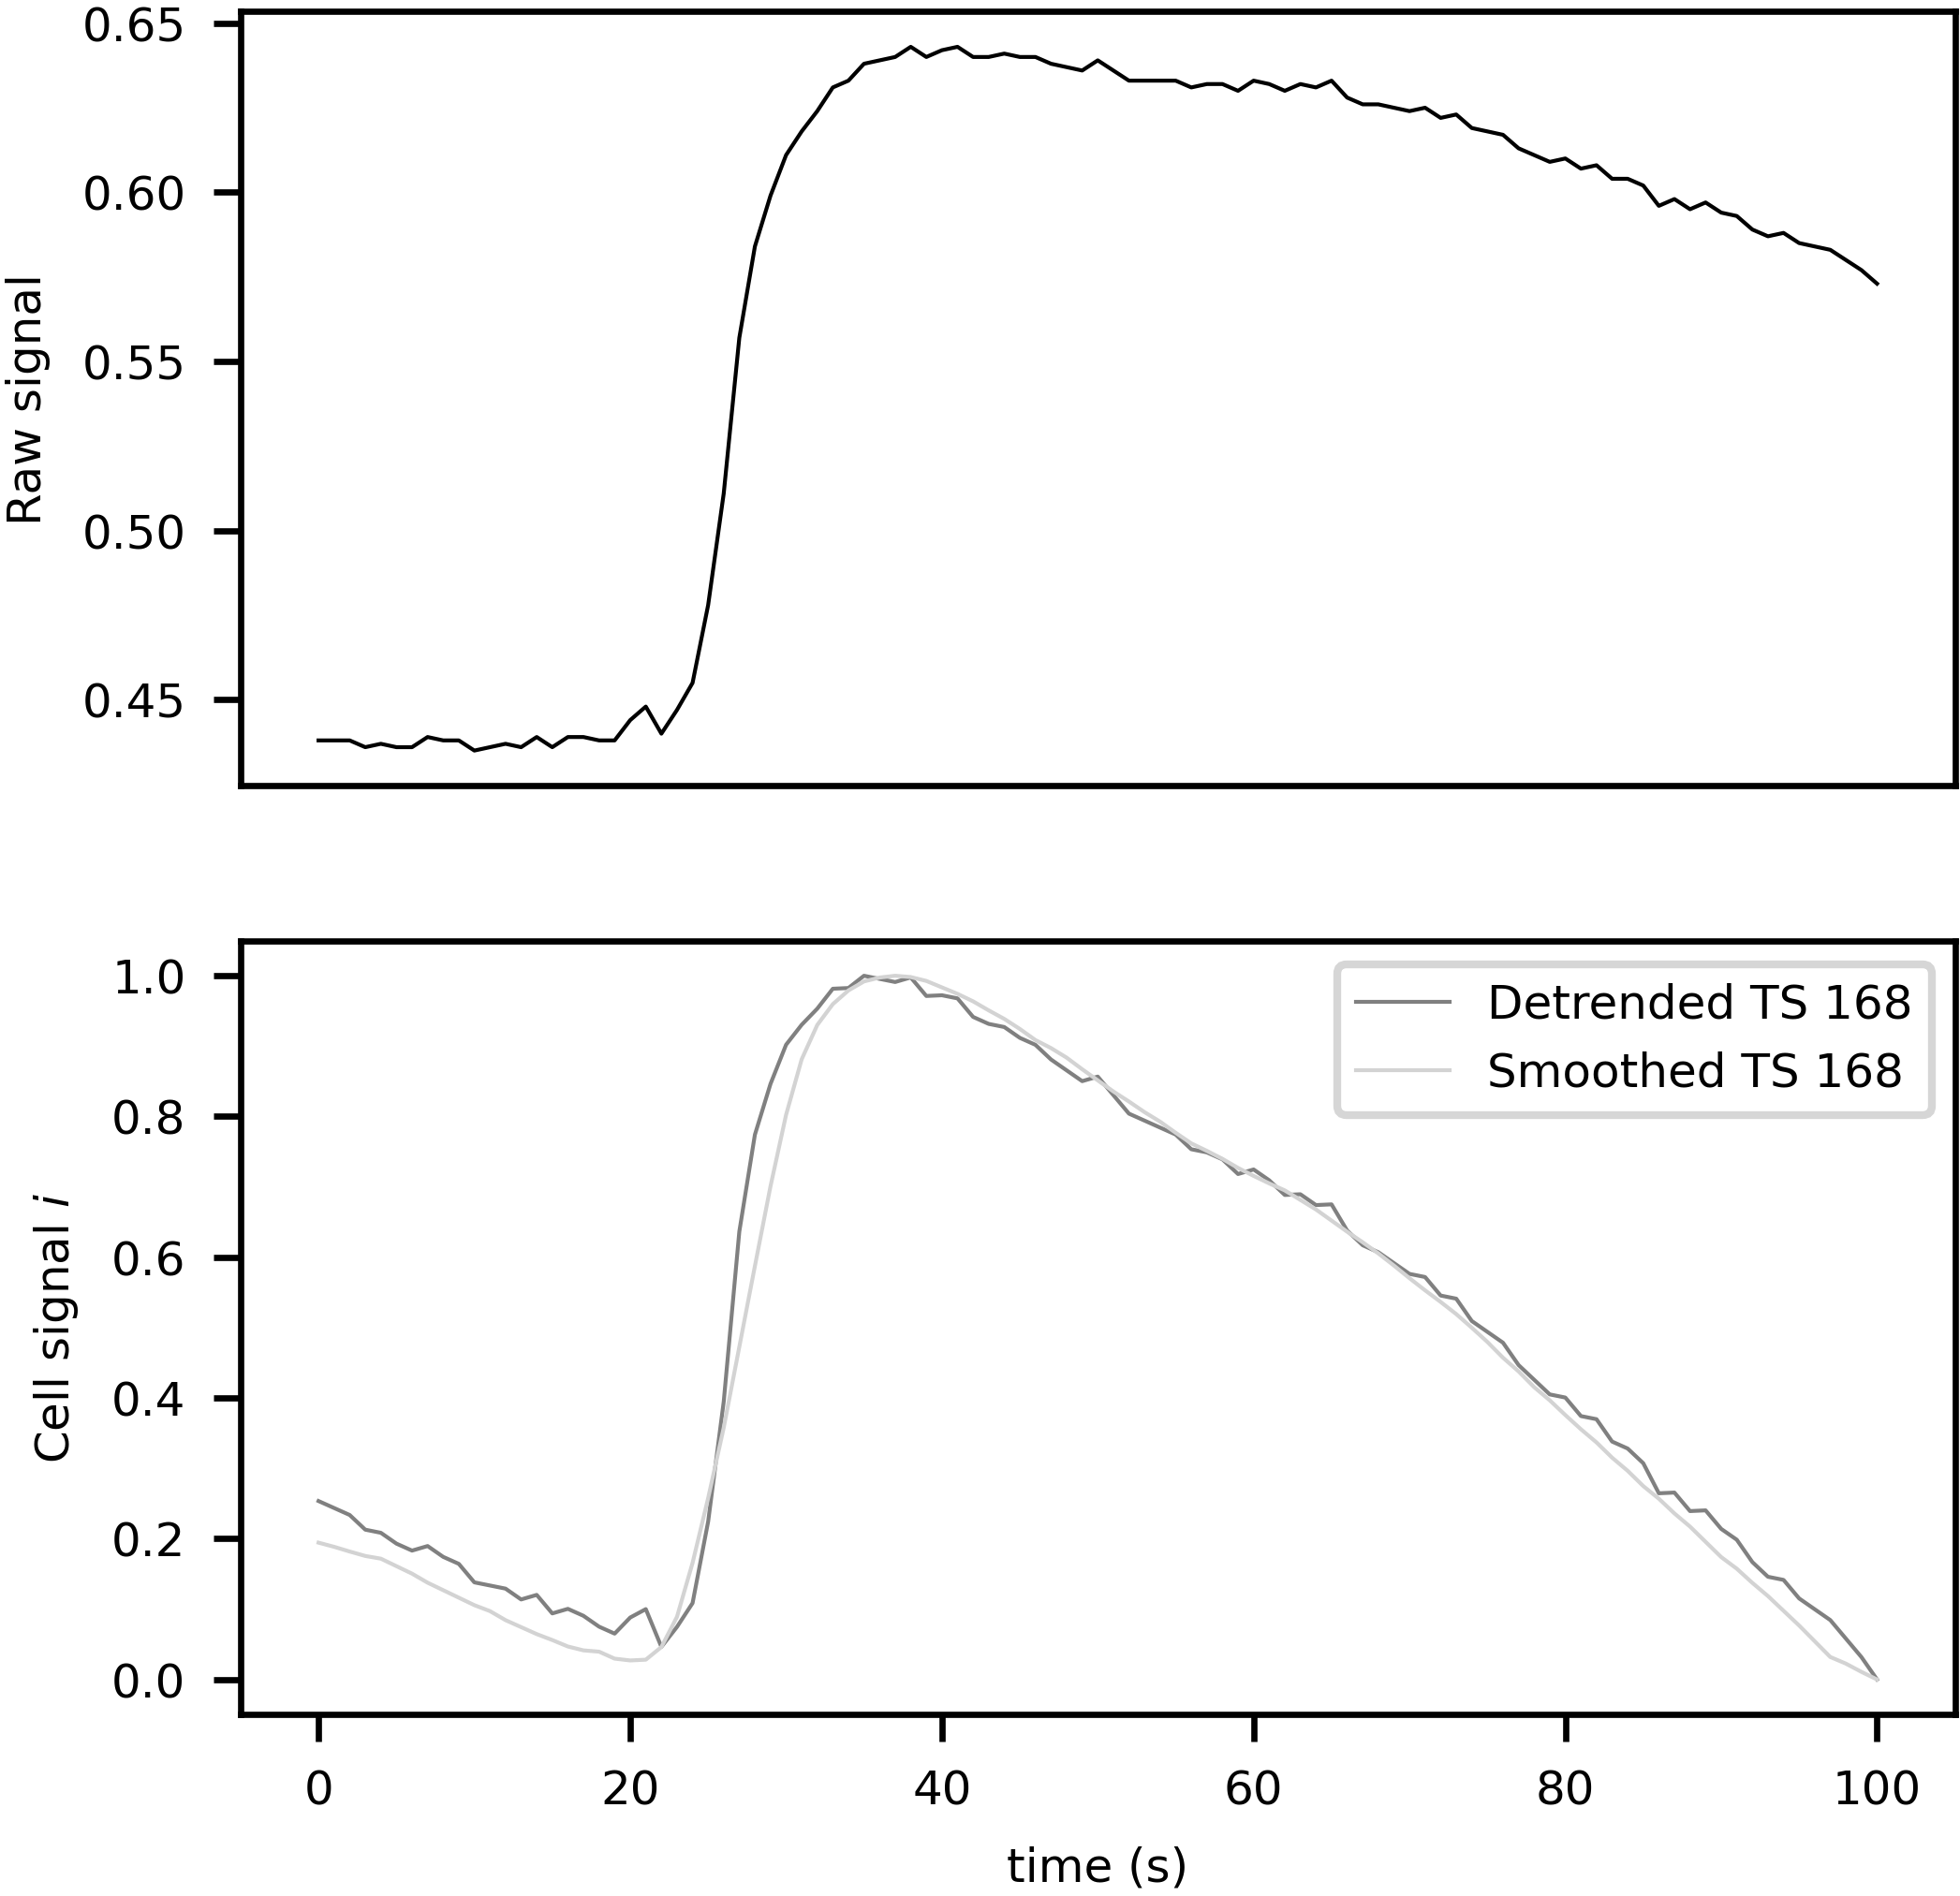 Raw signal
0.65
0.60
0.55
0.50
0.45
Cell signal i
1.0
0.8
0.6
0.4
0.2
0.0
Detrended TS 168
Smoothed TS 168
0 20 40 60 80 100
time (s)